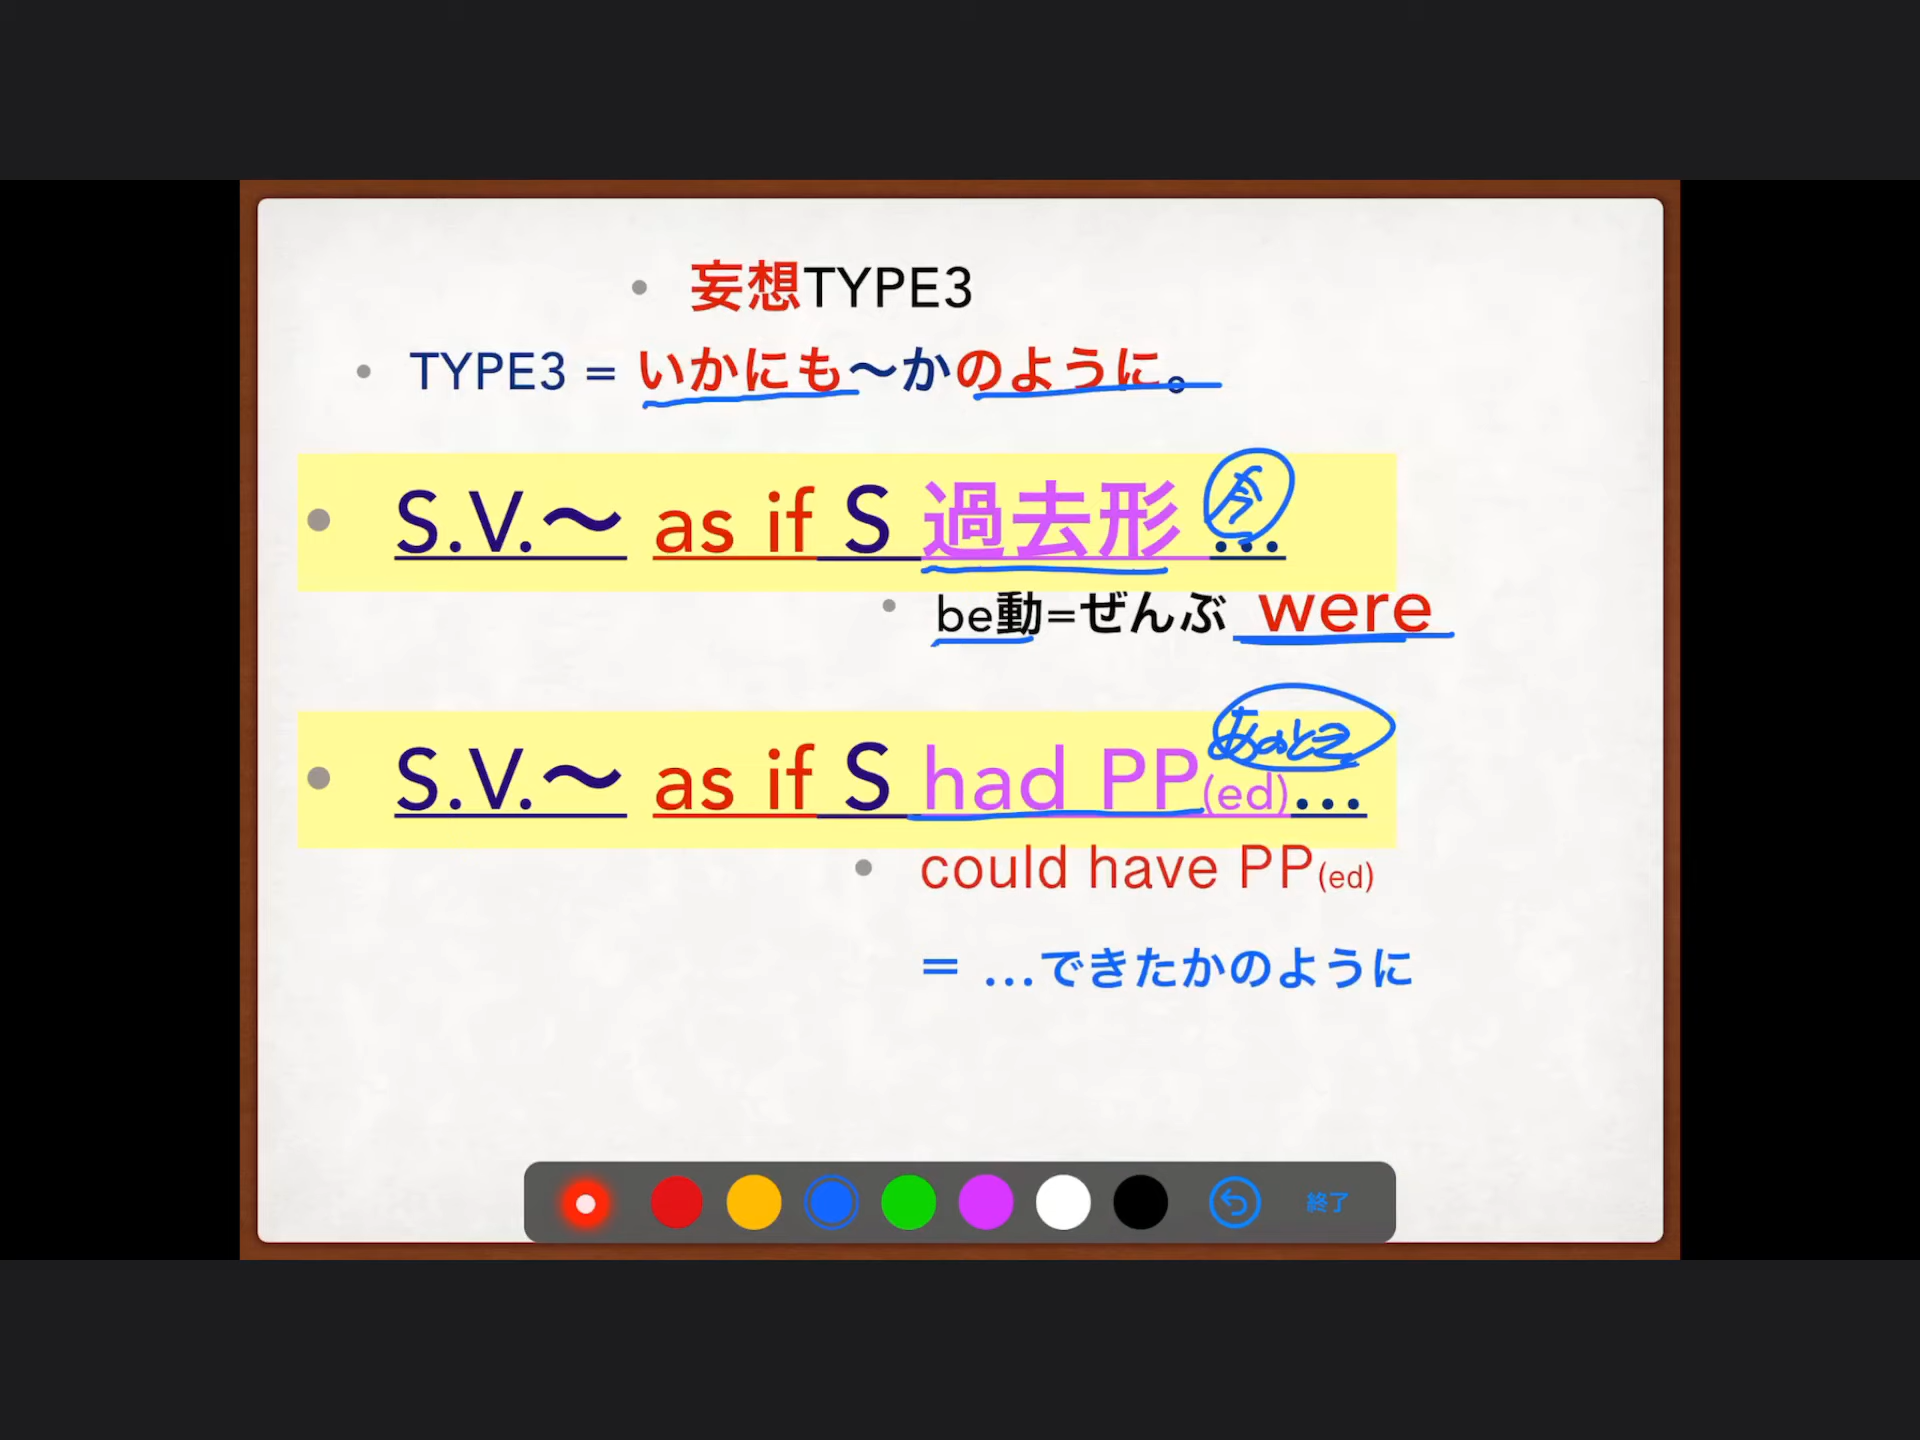 妄想TYPE3
TYPE3 = いかにも〜かのように。
今
S.V.〜 as if S 過去形 ...
be動=ぜんぶ were
あのとき
S.V.〜 as if S had PP(ed)...
could have PP(ed)
= ...できたかのように
終了